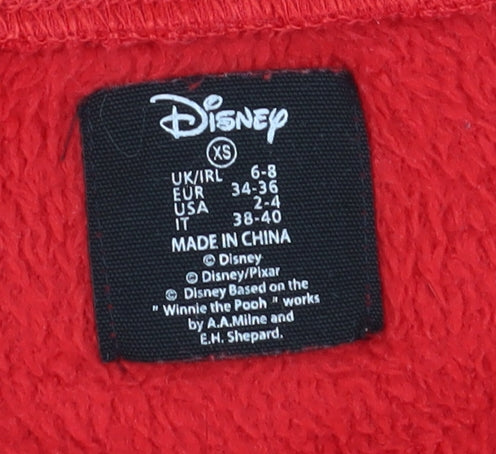 Disney
XS
UK/IRL 6-8
EUR 34-36
USA 2-4
IT 38-40
MADE IN CHINA
© Disney
© Disney/Pixar
© Disney Based on the
" Winnie the Pooh " works
by A.A.Milne and
E.H. Shepard.